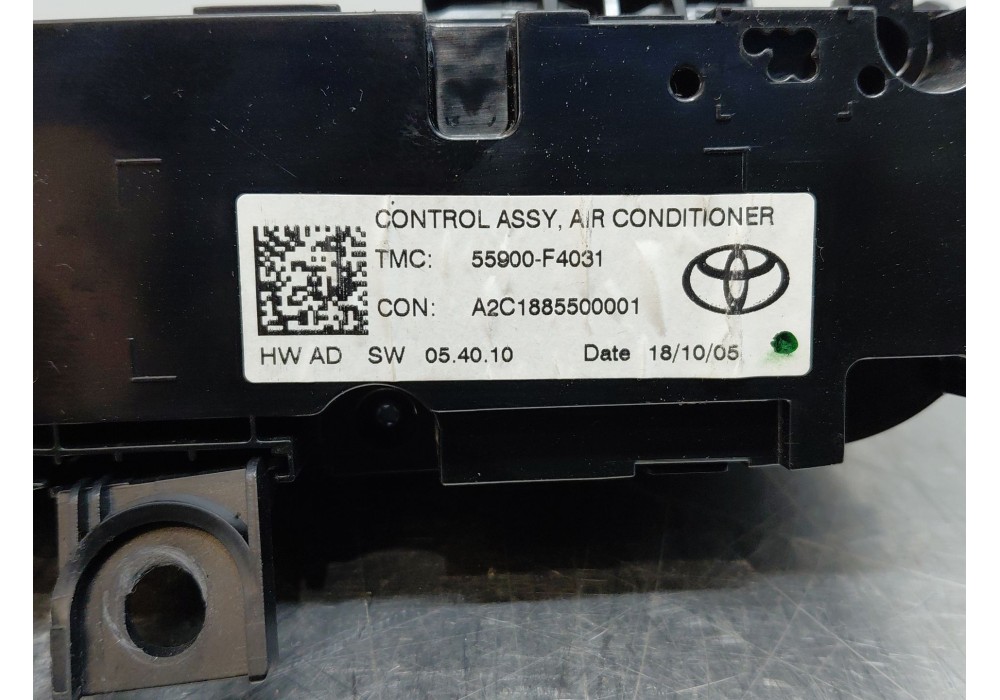 CONTROL ASSY, AIR CONDITIONER
TMC: 55900-F4031
CON: A2C1885500001
HW AD SW 05.40.10 Date 18/10/05